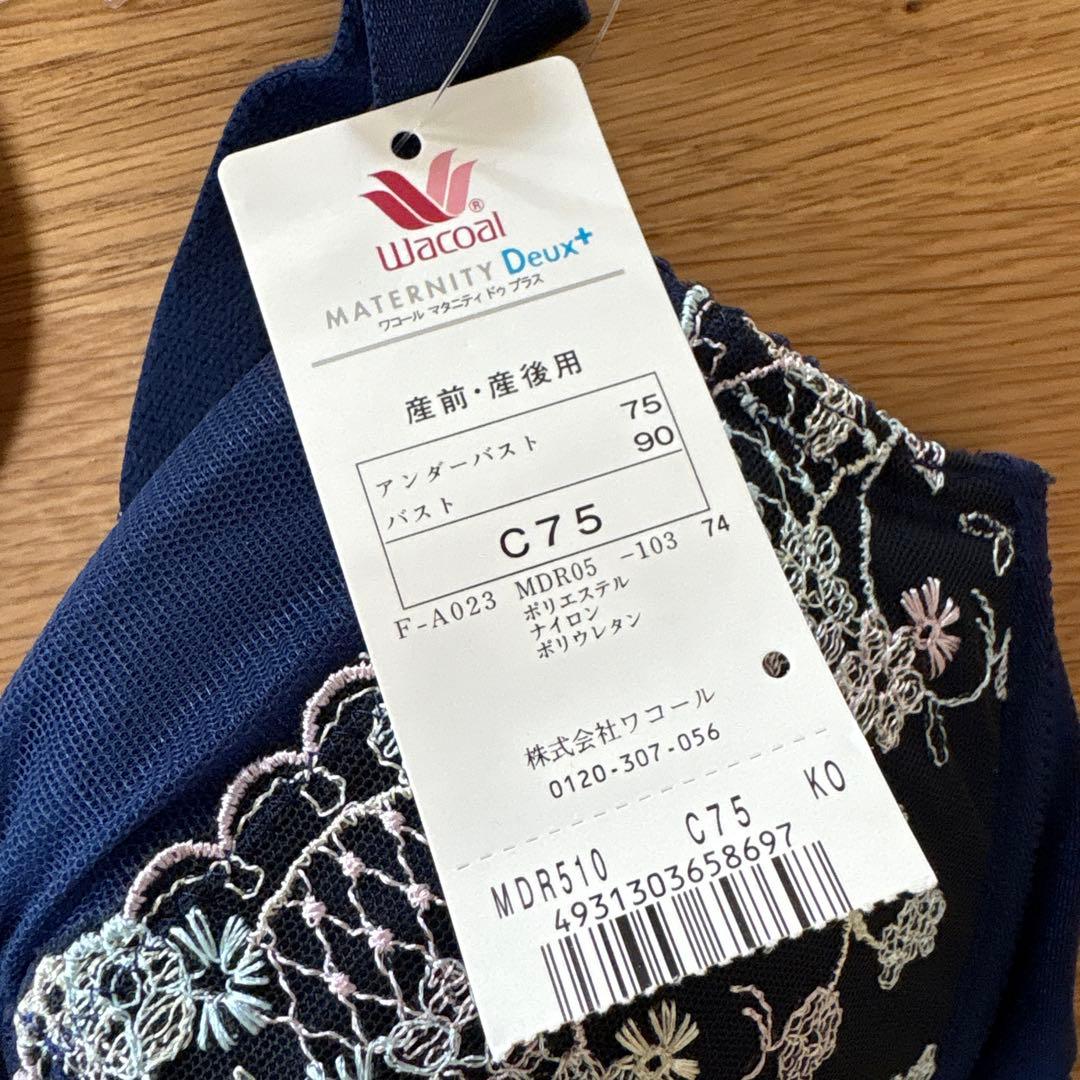 Wacoal®
MATERNITY Deux+
ワコール マタニティ ドゥ プラス
産前・産後用
アンダーバスト 75
バスト 90
C75
F-A023 MDR05 -103 74
ポリエステル
ナイロン
ポリウレタン
株式会社ワコール
0120-307-056
MDR510 C75 KO
4931303658697